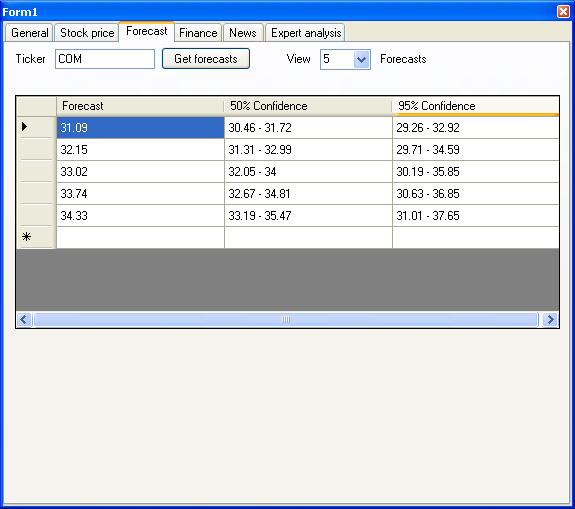 Form1
General Stock price Forecast Finance News Expert analysis
Ticker COM Get forecasts View 5 Forecasts
Forecast 50% Confidence 95% Confidence
31.09 30.46 - 31.72 29.26 - 32.92
32.15 31.31 - 32.99 29.71 - 34.59
33.02 32.05 - 34 30.19 - 35.85
33.74 32.67 - 34.81 30.63 - 36.85
34.33 33.19 - 35.47 31.01 - 37.65